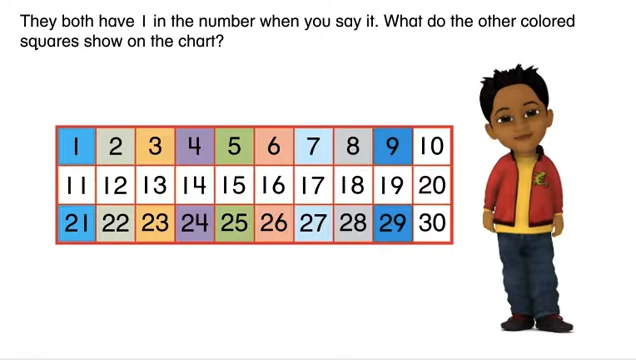 They both have 1 in the number when you say it. What do the other colored
squares show on the chart?
1 2 3 4 5 6 7 8 9 10
11 12 13 14 15 16 17 18 19 20
21 22 23 24 25 26 27 28 29 30